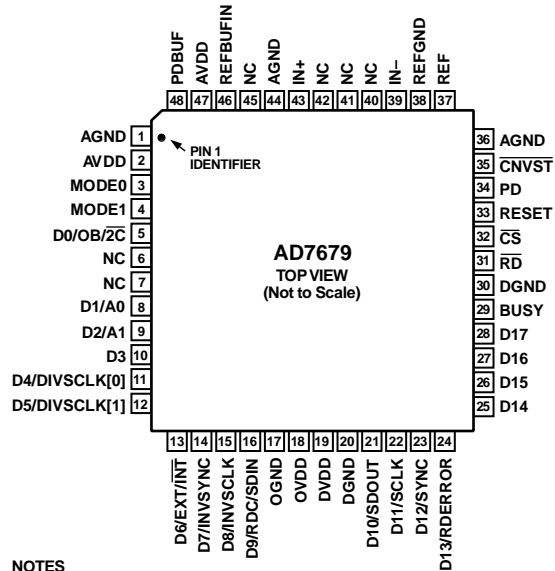 PDBUF
AVDD
REFBUFIN
NC
AGND
IN+
NC
NC
NC
IN–
REFGND
REF
48 47 46 45 44 43 42 41 40 39 38 37
AGND 1
AVDD 2
MODE0 3
MODE1 4
D0/OB/2C 5
NC 6
NC 7
D1/A0 8
D2/A1 9
D3 10
D4/DIVSCLK[0] 11
D5/DIVSCLK[1] 12
PIN 1
IDENTIFIER
AD7679
TOP VIEW
(Not to Scale)
36 AGND
35 CNVST
34 PD
33 RESET
32 CS
31 RD
30 DGND
29 BUSY
28 D17
27 D16
26 D15
25 D14
13 14 15 16 17 18 19 20 21 22 23 24
D6/EXT/INT
D7/INVSYNC
D8/INVSCLK
D9/RDC/SDIN
OGND
OVDD
DVDD
DGND
D10/SDOUT
D11/SCLK
D12/SYNC
D13/RDERROR
NOTES